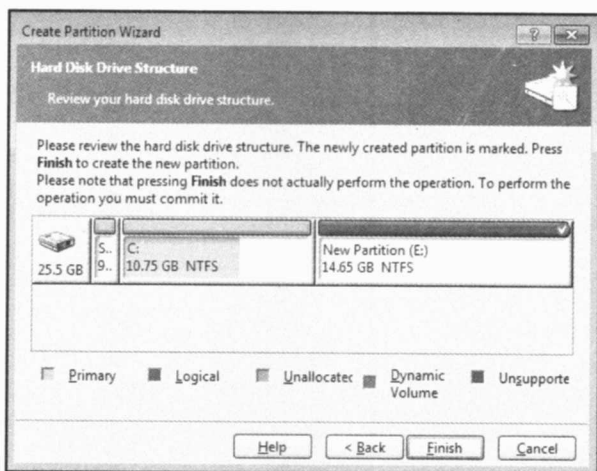 Create Partition Wizard
Hard Disk Drive Structure
Review your hard disk drive structure.
Please review the hard disk drive structure. The newly created partition is marked. Press
Finish to create the new partition.
Please note that pressing Finish does not actually perform the operation. To perform the
operation you must commit it.
S.. C: New Partition (E:)
25.5 GB 9.. 10.75 GB NTFS 14.65 GB NTFS
Primary Logical Unallocatec Dynamic Unsupporte
Volume
Help < Back Finish Cancel